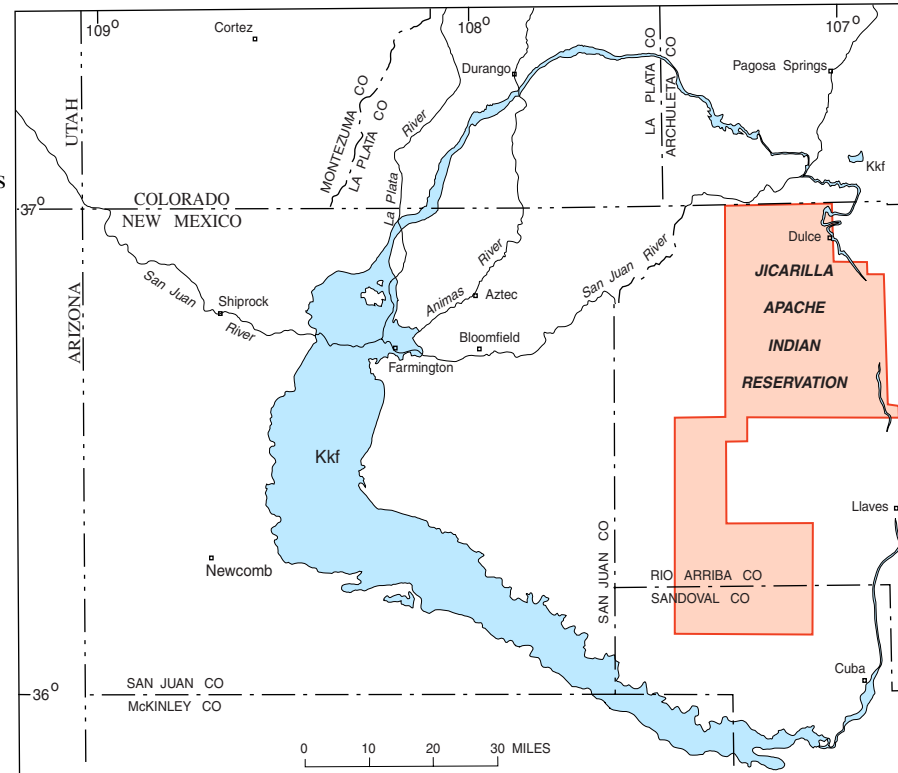 109°
108°
107°
Cortez
Durango
Pagosa Springs
UTAH
MONTEZUMA CO
LA PLATA CO
River
La Plata
LA PLATA CO
ARCHULETA CO
Kkf
S
37°
COLORADO
NEW MEXICO
Dulce
San Juan
River
Shiprock
ARIZONA
Animas
River
Aztec
San Juan River
Bloomfield
Farmington
JICARILLA
APACHE
INDIAN
RESERVATION
Kkf
Llaves
Newcomb
SAN JUAN CO
RIO ARRIBA CO
SANDOVAL CO
Cuba
36°
SAN JUAN CO
McKINLEY CO
0 10 20 30 MILES